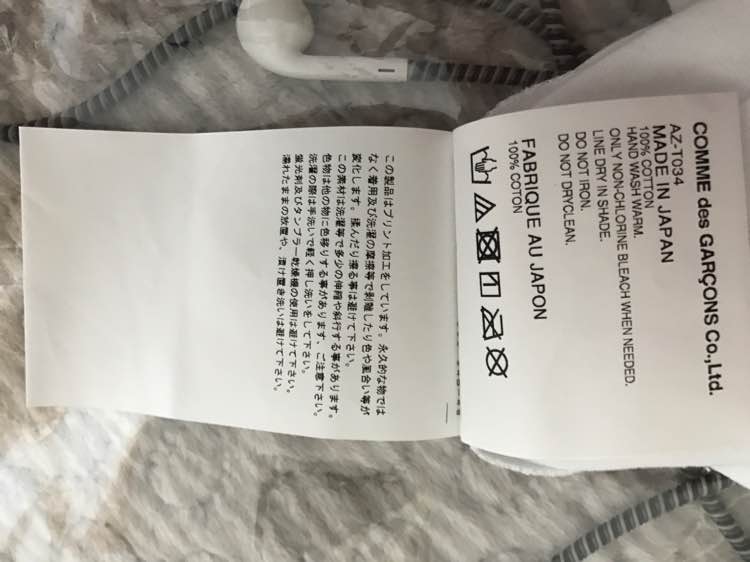 COMME des GARÇONS Co.,Ltd.
AZ-T034
MADE IN JAPAN
100% COTTON
HAND WASH WARM.
ONLY NON-CHLORINE BLEACH WHEN NEEDED.
LINE DRY IN SHADE.
DO NOT IRON.
DO NOT DRYCLEAN.
FABRIQUE AU JAPON
100% COTON
この製品はプリント加工をしています。永久的な物では
なく着用及び洗濯の摩擦等で剥離したり色や風合い等が
変化します。揉んだり擦る事は避けて下さい。
この素材は洗濯等で多少の伸縮や斜行する事があります。
色物は他の物に色移りする事があります、ご注意下さい。
洗濯の際は手洗いで軽く押し洗いをして下さい。
蛍光剤及びタンブラー乾燥機の使用は避けて下さい。
濡れたままの放置や、漬け置き洗いは避けて下さい。